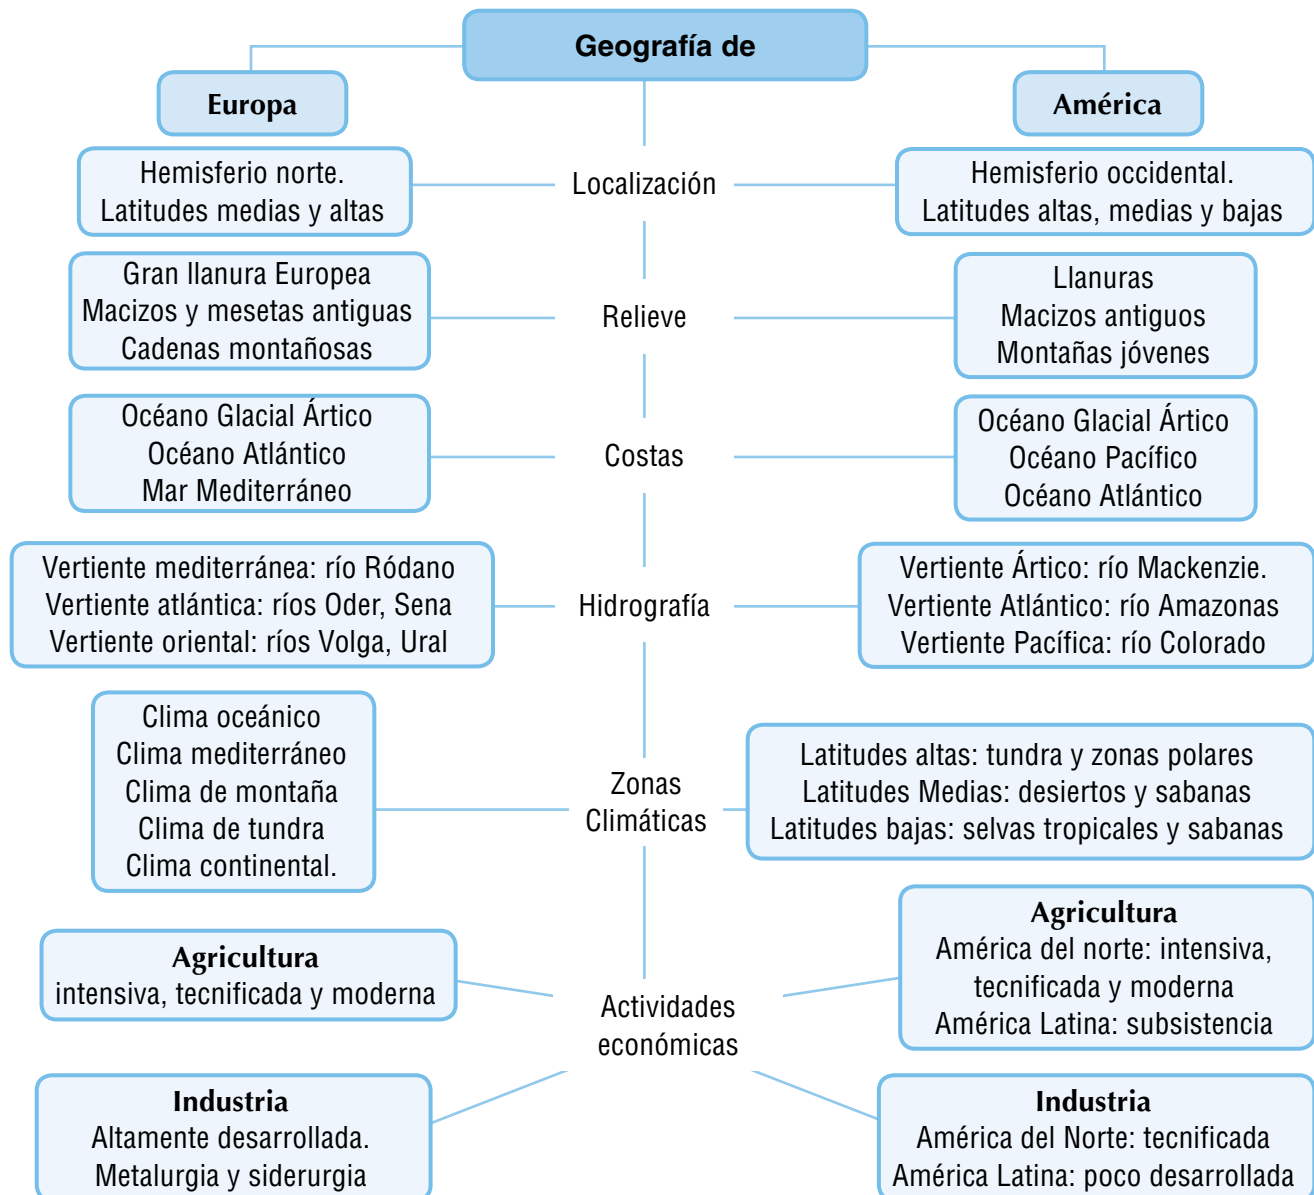 Geografía de
Europa
América
Hemisferio norte.
Latitudes medias y altas
Localización
Hemisferio occidental.
Latitudes altas, medias y bajas
Gran llanura Europea
Macizos y mesetas antiguas
Cadenas montañosas
Relieve
Llanuras
Macizos antiguos
Montañas jóvenes
Océano Glacial Ártico
Océano Atlántico
Mar Mediterráneo
Costas
Océano Glacial Ártico
Océano Pacífico
Océano Atlántico
Vertiente mediterránea: río Ródano
Vertiente atlántica: ríos Oder, Sena
Vertiente oriental: ríos Volga, Ural
Hidrografía
Vertiente Ártico: río Mackenzie.
Vertiente Atlántico: río Amazonas
Vertiente Pacífica: río Colorado
Clima oceánico
Clima mediterráneo
Clima de montaña
Clima de tundra
Clima continental.
Zonas
Climáticas
Latitudes altas: tundra y zonas polares
Latitudes Medias: desiertos y sabanas
Latitudes bajas: selvas tropicales y sabanas
Agricultura
intensiva, tecnificada y moderna
Actividades
económicas
Agricultura
América del norte: intensiva,
tecnificada y moderna
América Latina: subsistencia
Industria
Altamente desarrollada.
Metalurgia y siderurgia
Industria
América del Norte: tecnificada
América Latina: poco desarrollada